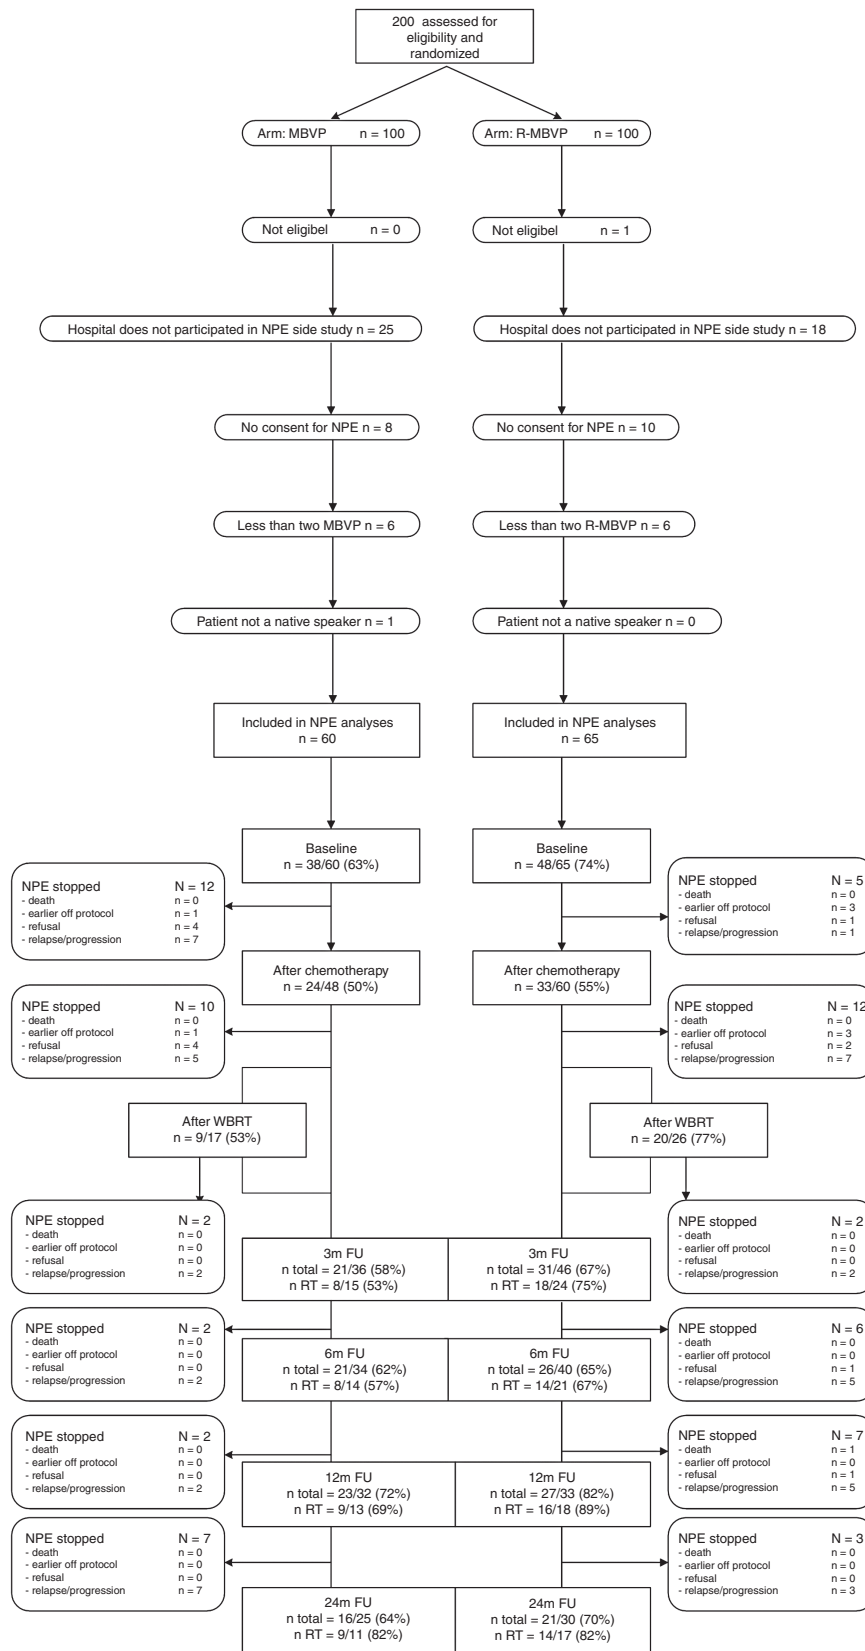 200 assessed for
eligibility and
randomized
Arm: MBVP n = 100
Arm: R-MBVP n = 100
Not eligibel n = 0
Not eligibel n = 1
Hospital does not participated in NPE side study n = 25
Hospital does not participated in NPE side study n = 18
No consent for NPE n = 8
No consent for NPE n = 10
Less than two MBVP n = 6
Less than two R-MBVP n = 6
Patient not a native speaker n = 1
Patient not a native speaker n = 0
Included in NPE analyses
n = 60
Included in NPE analyses
n = 65
Baseline
n = 38/60 (63%)
Baseline
n = 48/65 (74%)
NPE stopped N = 12
- death n = 0
- earlier off protocol n = 1
- refusal n = 4
- relapse/progression n = 7
NPE stopped N = 5
- death n = 0
- earlier off protocol n = 3
- refusal n = 1
- relapse/progression n = 1
After chemotherapy
n = 24/48 (50%)
After chemotherapy
n = 33/60 (55%)
NPE stopped N = 10
- death n = 0
- earlier off protocol n = 1
- refusal n = 4
- relapse/progression n = 5
NPE stopped N = 12
- death n = 0
- earlier off protocol n = 3
- refusal n = 2
- relapse/progression n = 7
After WBRT
n = 9/17 (53%)
After WBRT
n = 20/26 (77%)
NPE stopped N = 2
- death n = 0
- earlier off protocol n = 0
- refusal n = 0
- relapse/progression n = 2
NPE stopped N = 2
- death n = 0
- earlier off protocol n = 0
- refusal n = 0
- relapse/progression n = 2
3m FU
n total = 21/36 (58%)
n RT = 8/15 (53%)
3m FU
n total = 31/46 (67%)
n RT = 18/24 (75%)
NPE stopped N = 2
- death n = 0
- earlier off protocol n = 0
- refusal n = 0
- relapse/progression n = 2
NPE stopped N = 6
- death n = 0
- earlier off protocol n = 0
- refusal n = 1
- relapse/progression n = 5
6m FU
n total = 21/34 (62%)
n RT = 8/14 (57%)
6m FU
n total = 26/40 (65%)
n RT = 14/21 (67%)
NPE stopped N = 2
- death n = 0
- earlier off protocol n = 0
- refusal n = 0
- relapse/progression n = 2
NPE stopped N = 7
- death n = 1
- earlier off protocol n = 0
- refusal n = 1
- relapse/progression n = 5
12m FU
n total = 23/32 (72%)
n RT = 9/13 (69%)
12m FU
n total = 27/33 (82%)
n RT = 16/18 (89%)
NPE stopped N = 7
- death n = 0
- earlier off protocol n = 0
- refusal n = 0
- relapse/progression n = 7
NPE stopped N = 3
- death n = 0
- earlier off protocol n = 0
- refusal n = 0
- relapse/progression n = 3
24m FU
n total = 16/25 (64%)
n RT = 9/11 (82%)
24m FU
n total = 21/30 (70%)
n RT = 14/17 (82%)